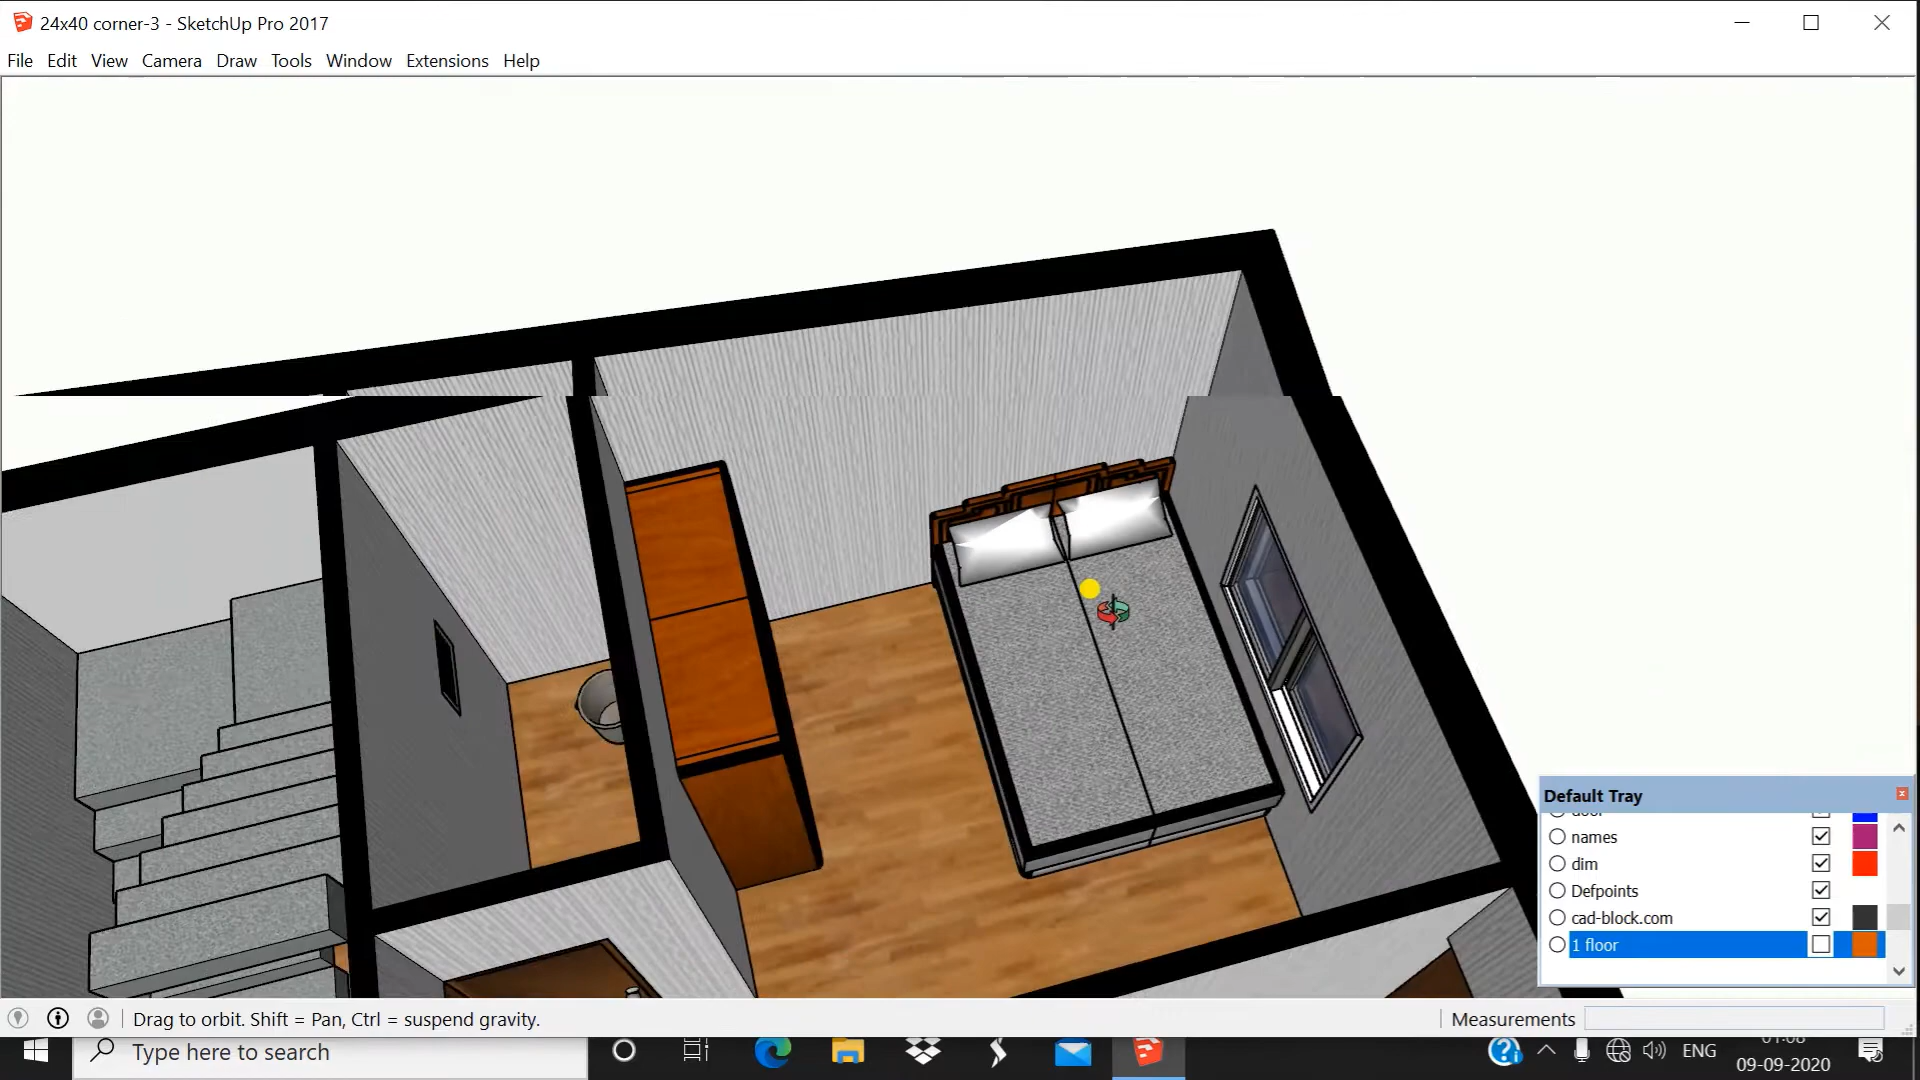 24x40 corner-3 - SketchUp Pro 2017
File Edit View Camera Draw Tools Window Extensions Help
Default Tray
names
dim
Defpoints
cad-block.com
1 floor
Drag to orbit. Shift = Pan, Ctrl = suspend gravity.
Measurements
Type here to search
ENG
09-09-2020